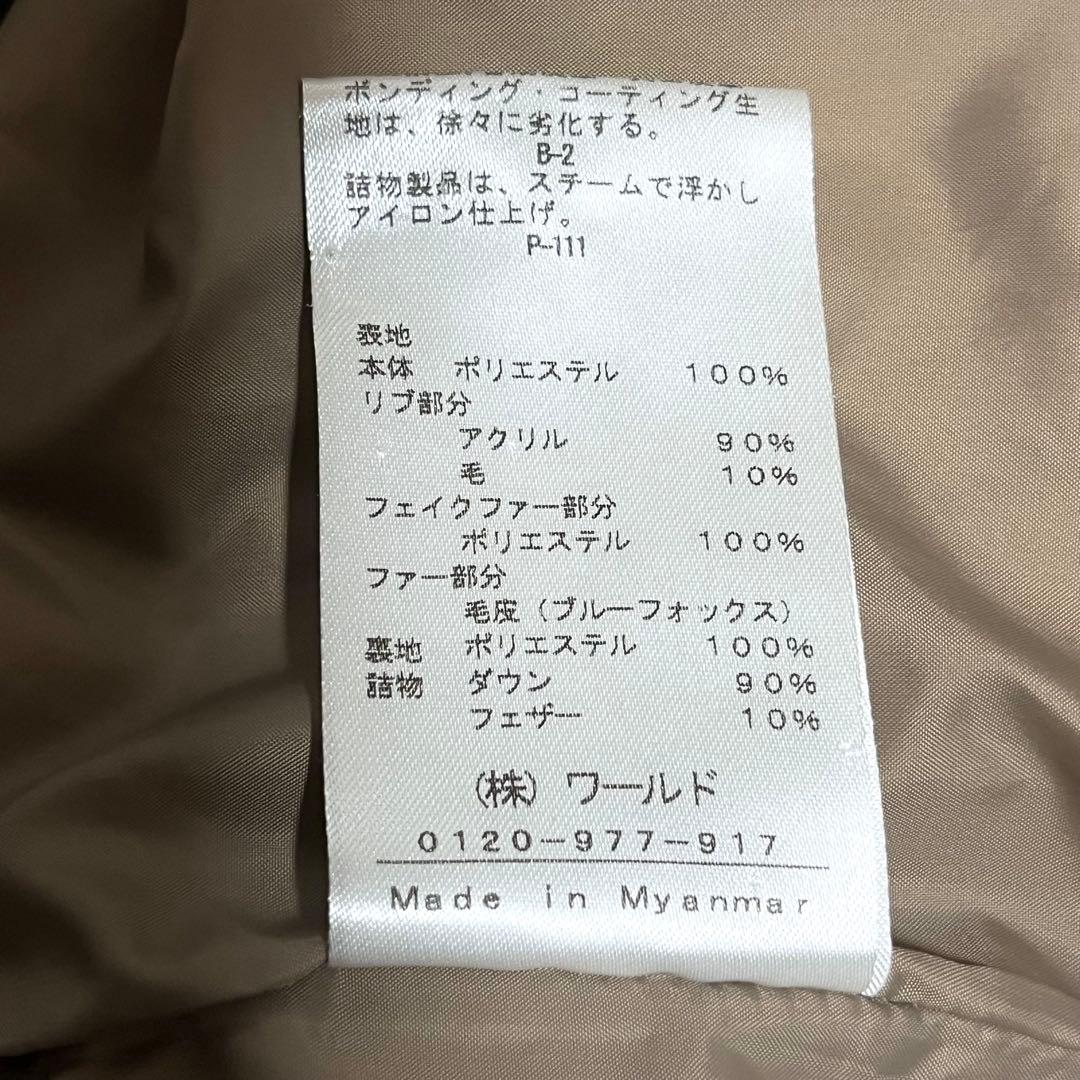 ボンディング・コーティング生
地は、徐々に劣化する。
B-2
詰物製品は、スチームで浮かし
アイロン仕上げ。
P-111
表地
本体 ポリエステル 100%
リブ部分
アクリル 90%
毛 10%
フェイクファー部分
ポリエステル 100%
ファー部分
毛皮(ブルーフォックス)
裏地 ポリエステル 100%
詰物 ダウン 90%
フェザー 10%
(株) ワールド
0120-977-917
Made in Myanmar